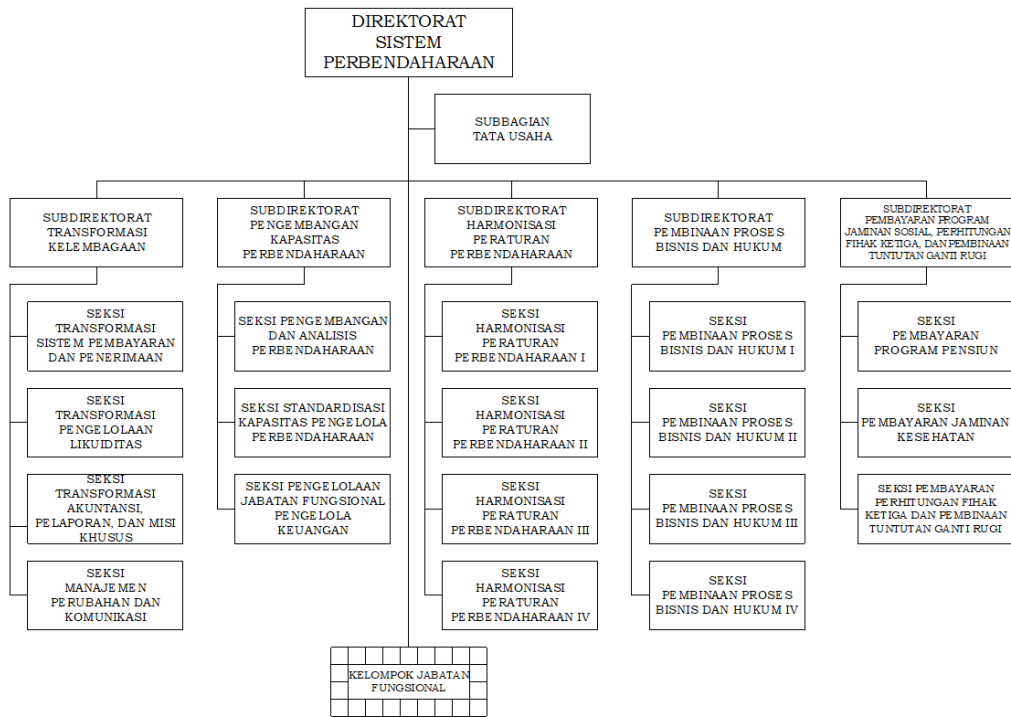 DIREKTORAT
SISTEM
PERBENDAHARAAN
SUBBAGIAN
TATA USAHA
SUBDIREKTORAT
TRANSFORMASI
KELEMBAGAAN
SUBDIREKTORAT
PENGEMBANGAN
KAPASITAS
PERBENDAHARAAN
SUBDIREKTORAT
HARMONISASI
PERATURAN
PERBENDAHARAAN
SUBDIREKTORAT
PEMBINAAN PROSES
BISNIS DAN HUKUM
SUBDIREKTORAT
PEMBAYARAN PROGRAM
JAMINAN SOSIAL, PERHITUNGAN
FIHAK KETIGA, DAN PEMBINAAN
TUNTUTAN GANTI RUGI
SEKSI
TRANSFORMASI
SISTEM PEMBAYARAN
DAN PENERIMAAN
SEKSI PENGEMBANGAN
DAN ANALISIS
PERBENDAHARAAN
SEKSI
HARMONISASI
PERATURAN
PERBENDAHARAAN I
SEKSI
PEMBINAAN PROSES
BISNIS DAN HUKUM I
SEKSI
PEMBAYARAN
PROGRAM PENSIUN
SEKSI
TRANSFORMASI
PENGELOLAAN
LIKUIDITAS
SEKSI STANDARDISASI
KAPASITAS PENGELOLA
PERBENDAHARAAN
SEKSI
HARMONISASI
PERATURAN
PERBENDAHARAAN II
SEKSI
PEMBINAAN PROSES
BISNIS DAN HUKUM II
SEKSI
PEMBAYARAN JAMINAN
KESEHATAN
SEKSI
TRANSFORMASI
AKUNTANSI,
PELAPORAN, DAN MISI
KHUSUS
SEKSI PENGELOLAAN
JABATAN FUNGSIONAL
PENGELOLA
KEUANGAN
SEKSI
HARMONISASI
PERATURAN
PERBENDAHARAAN III
SEKSI
PEMBINAAN PROSES
BISNIS DAN HUKUM III
SEKSI PEMBAYARAN
PERHITUNGAN FIHAK
KETIGA DAN PEMBINAAN
TUNTUTAN GANTI RUGI
SEKSI
MANAJEMEN
PERUBAHAN DAN
KOMUNIKASI
SEKSI
HARMONISASI
PERATURAN
PERBENDAHARAAN IV
SEKSI
PEMBINAAN PROSES
BISNIS DAN HUKUM IV
KELOMPOK JABATAN
FUNGSIONAL